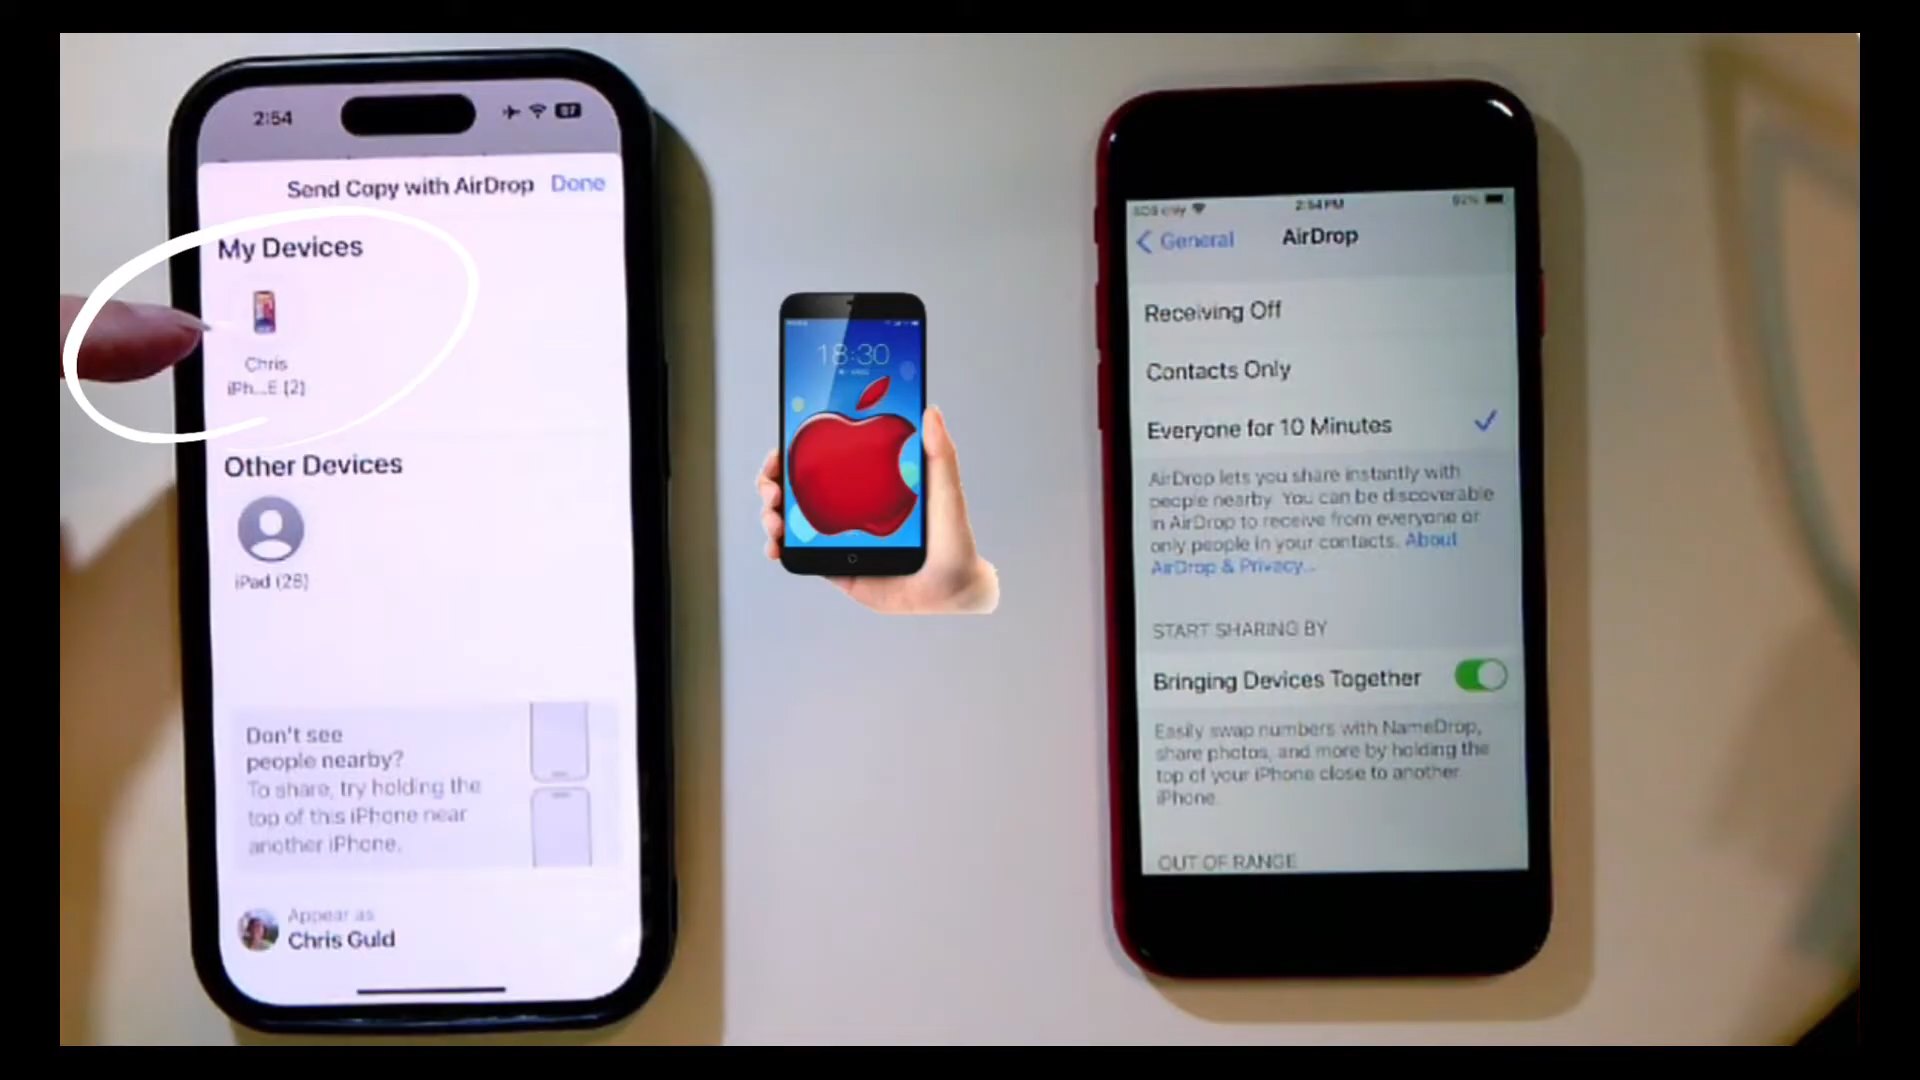 2:54
87
Send Copy with AirDrop
Done
My Devices
Chris
iPh...E (2)
Other Devices
iPad (28)
Don't see
people nearby?
To share, try holding the
top of this iPhone near
another iPhone.
Appear as
Chris Guld
18:30
SOS only
2:54 PM
92%
General
AirDrop
Receiving Off
Contacts Only
Everyone for 10 Minutes
AirDrop lets you share instantly with
people nearby. You can be discoverable
in AirDrop to receive from everyone or
only people in your contacts. About
AirDrop & Privacy...
START SHARING BY
Bringing Devices Together
Easily swap numbers with NameDrop,
share photos, and more by holding the
top of your iPhone close to another
iPhone.
OUT OF RANGE